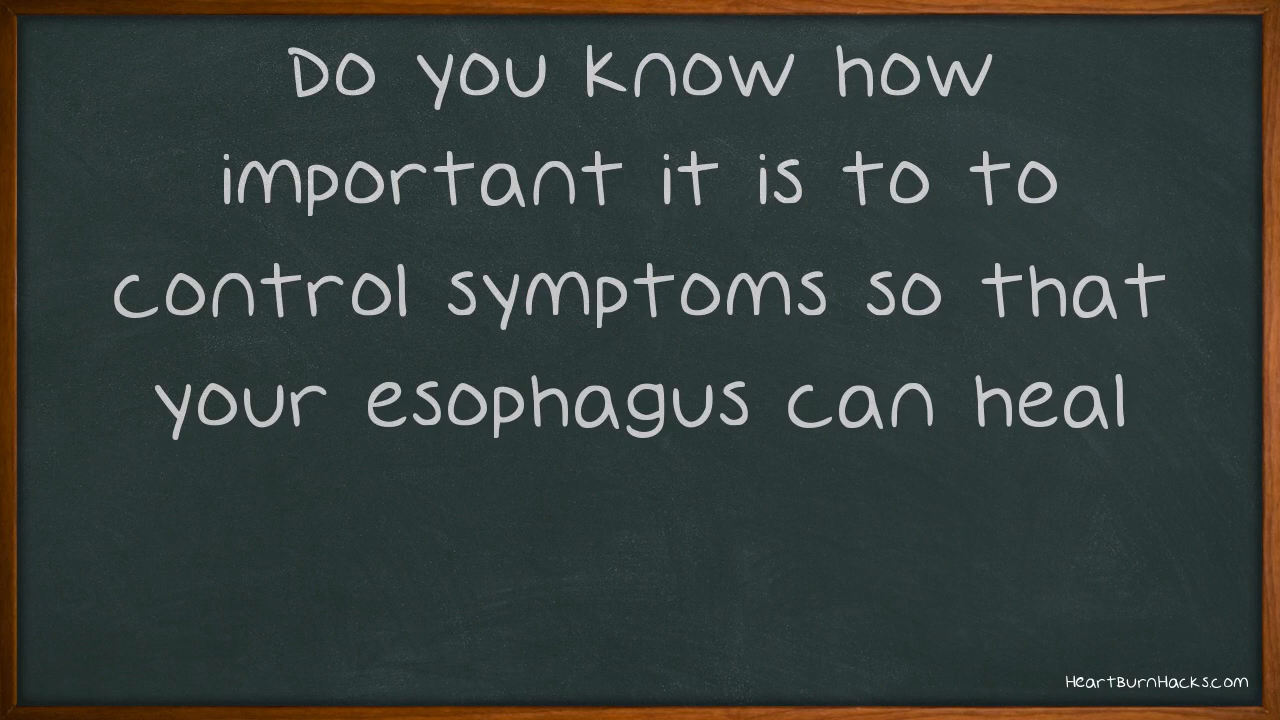 Do you know how
important it is to to
control symptoms so that
your esophagus can heal
HeartBurnHacks.com